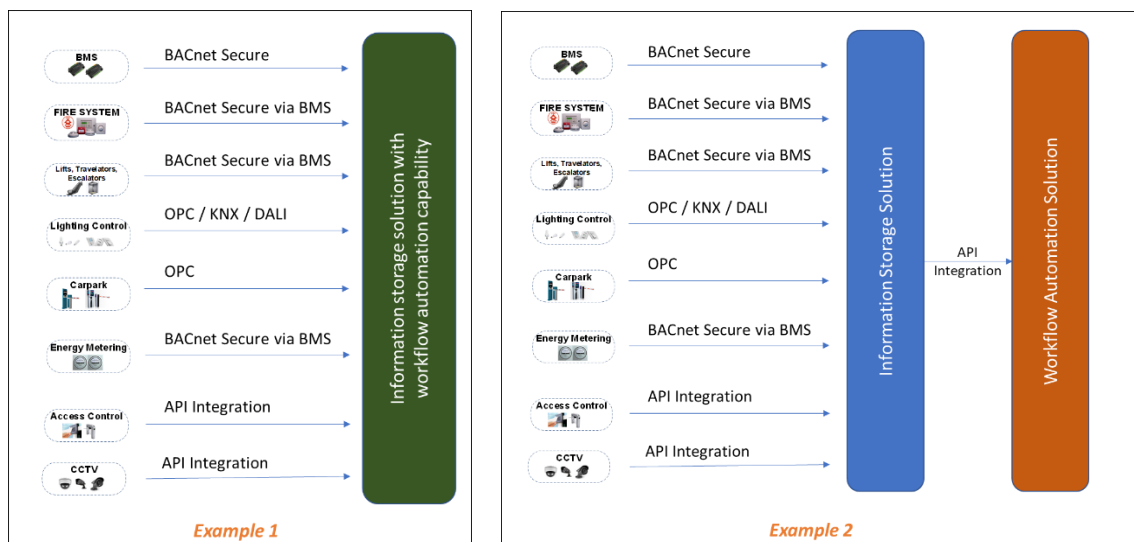 BMS
BACnet Secure
FIRE SYSTEM
BACnet Secure via BMS
Lifts, Travelators,
Escalators
BACnet Secure via BMS
Lighting Control
OPC / KNX / DALI
Carpark
OPC
Energy Metering
BACnet Secure via BMS
Access Control
API Integration
CCTV
API Integration
Information storage solution with
workflow automation capability
Example 1
BMS
BACnet Secure
FIRE SYSTEM
BACnet Secure via BMS
Lifts, Travelators,
Escalators
BACnet Secure via BMS
Lighting Control
OPC / KNX / DALI
Carpark
OPC
Energy Metering
BACnet Secure via BMS
Access Control
API Integration
CCTV
API Integration
Information Storage Solution
API
Integration
Workflow Automation Solution
Example 2